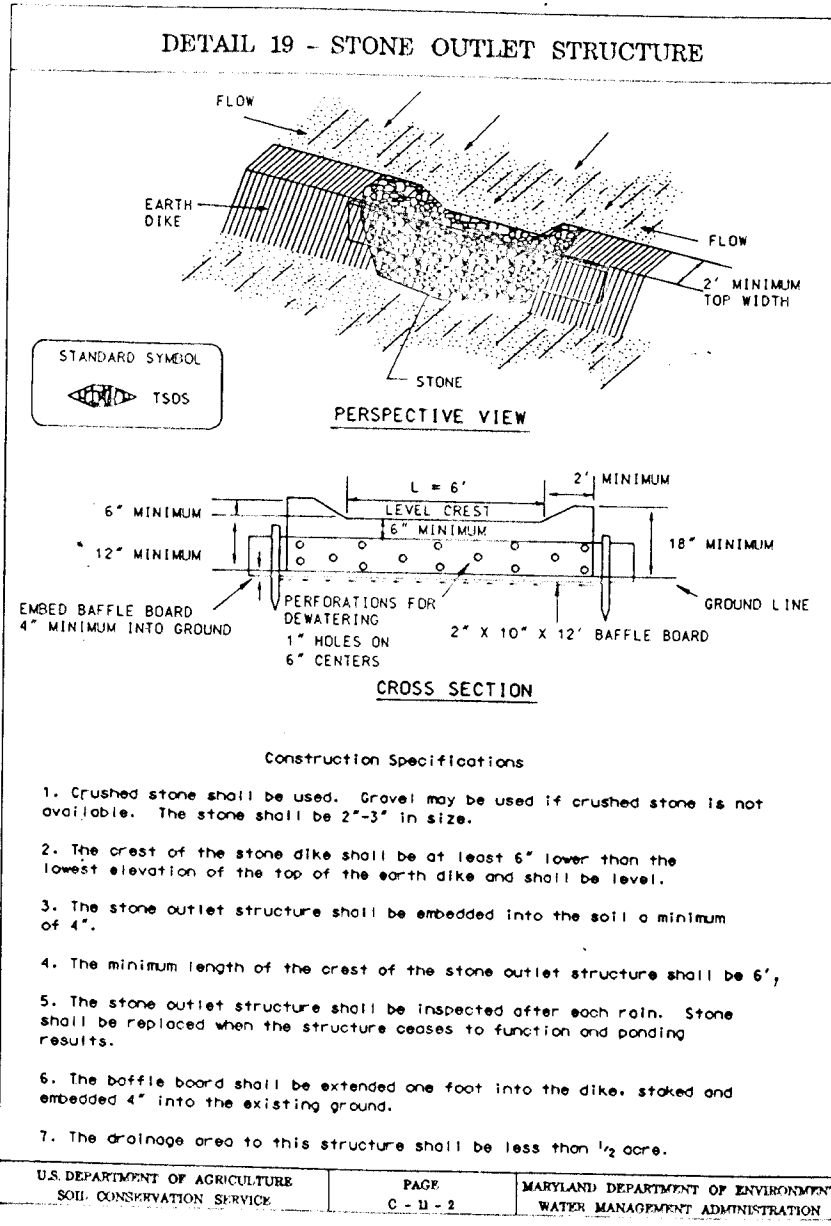 DETAIL 19 - STONE OUTLET STRUCTURE
FLOW
EARTH
DIKE
FLOW
2' MINIMUM
TOP WIDTH
STANDARD SYMBOL
TSOS
STONE
PERSPECTIVE VIEW
L = 6'
2' MINIMUM
6" MINIMUM
LEVEL CREST
6" MINIMUM
12" MINIMUM
18" MINIMUM
EMBED BAFFLE BOARD
4" MINIMUM INTO GROUND
PERFORATIONS FOR
DEWATERING
1" HOLES ON
6" CENTERS
2" X 10" X 12' BAFFLE BOARD
GROUND LINE
CROSS SECTION
Construction Specifications
1. Crushed stone shall be used. Gravel may be used if crushed stone is not
available. The stone shall be 2"-3" in size.
2. The crest of the stone dike shall be at least 6" lower than the
lowest elevation of the top of the earth dike and shall be level.
3. The stone outlet structure shall be embedded into the soil a minimum
of 4".
4. The minimum length of the crest of the stone outlet structure shall be 6',
5. The stone outlet structure shall be inspected after each rain. Stone
shall be replaced when the structure ceases to function and ponding
results.
6. The baffle board shall be extended one foot into the dike, staked and
embedded 4" into the existing ground.
7. The drainage area to this structure shall be less than 1/2 acre.
U.S. DEPARTMENT OF AGRICULTURE
SOIL CONSERVATION SERVICE
PAGE
C - 11 - 2
MARYLAND DEPARTMENT OF ENVIRONMENT
WATER MANAGEMENT ADMINISTRATION